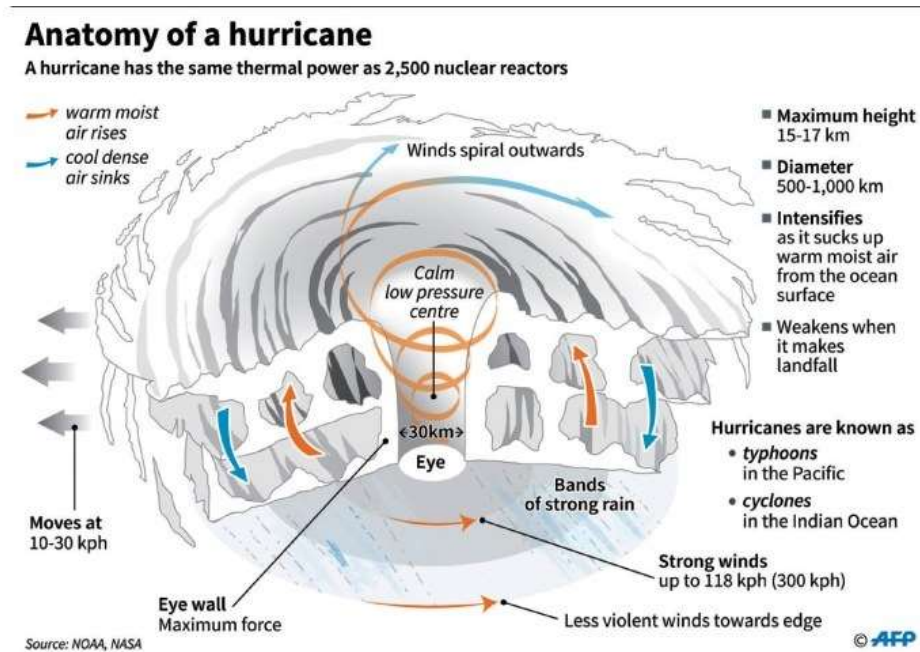 Anatomy of a hurricane
A hurricane has the same thermal power as 2,500 nuclear reactors
warm moist
air rises
cool dense
air sinks
Winds spiral outwards
Calm
low pressure
centre
30km
Eye
Bands
of strong rain
Maximum height
15-17 km
Diameter
500-1,000 km
Intensifies
as it sucks up
warm moist air
from the ocean
surface
Weakens when
it makes
landfall
Hurricanes are known as
• typhoons
in the Pacific
• cyclones
in the Indian Ocean
Moves at
10-30 kph
Strong winds
up to 118 kph (300 kph)
Eye wall
Maximum force
Less violent winds towards edge
Source: NOAA, NASA
© AFP